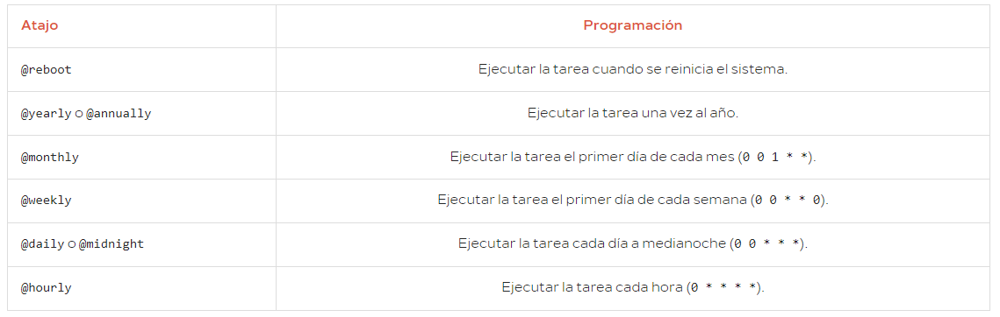 Atajo Programación
@reboot Ejecutar la tarea cuando se reinicia el sistema.
@yearly o @annually Ejecutar la tarea una vez al año.
@monthly Ejecutar la tarea el primer día de cada mes (0 0 1 * *).
@weekly Ejecutar la tarea el primer día de cada semana (0 0 * * 0).
@daily o @midnight Ejecutar la tarea cada día a medianoche (0 0 * * *).
@hourly Ejecutar la tarea cada hora (0 * * * *).